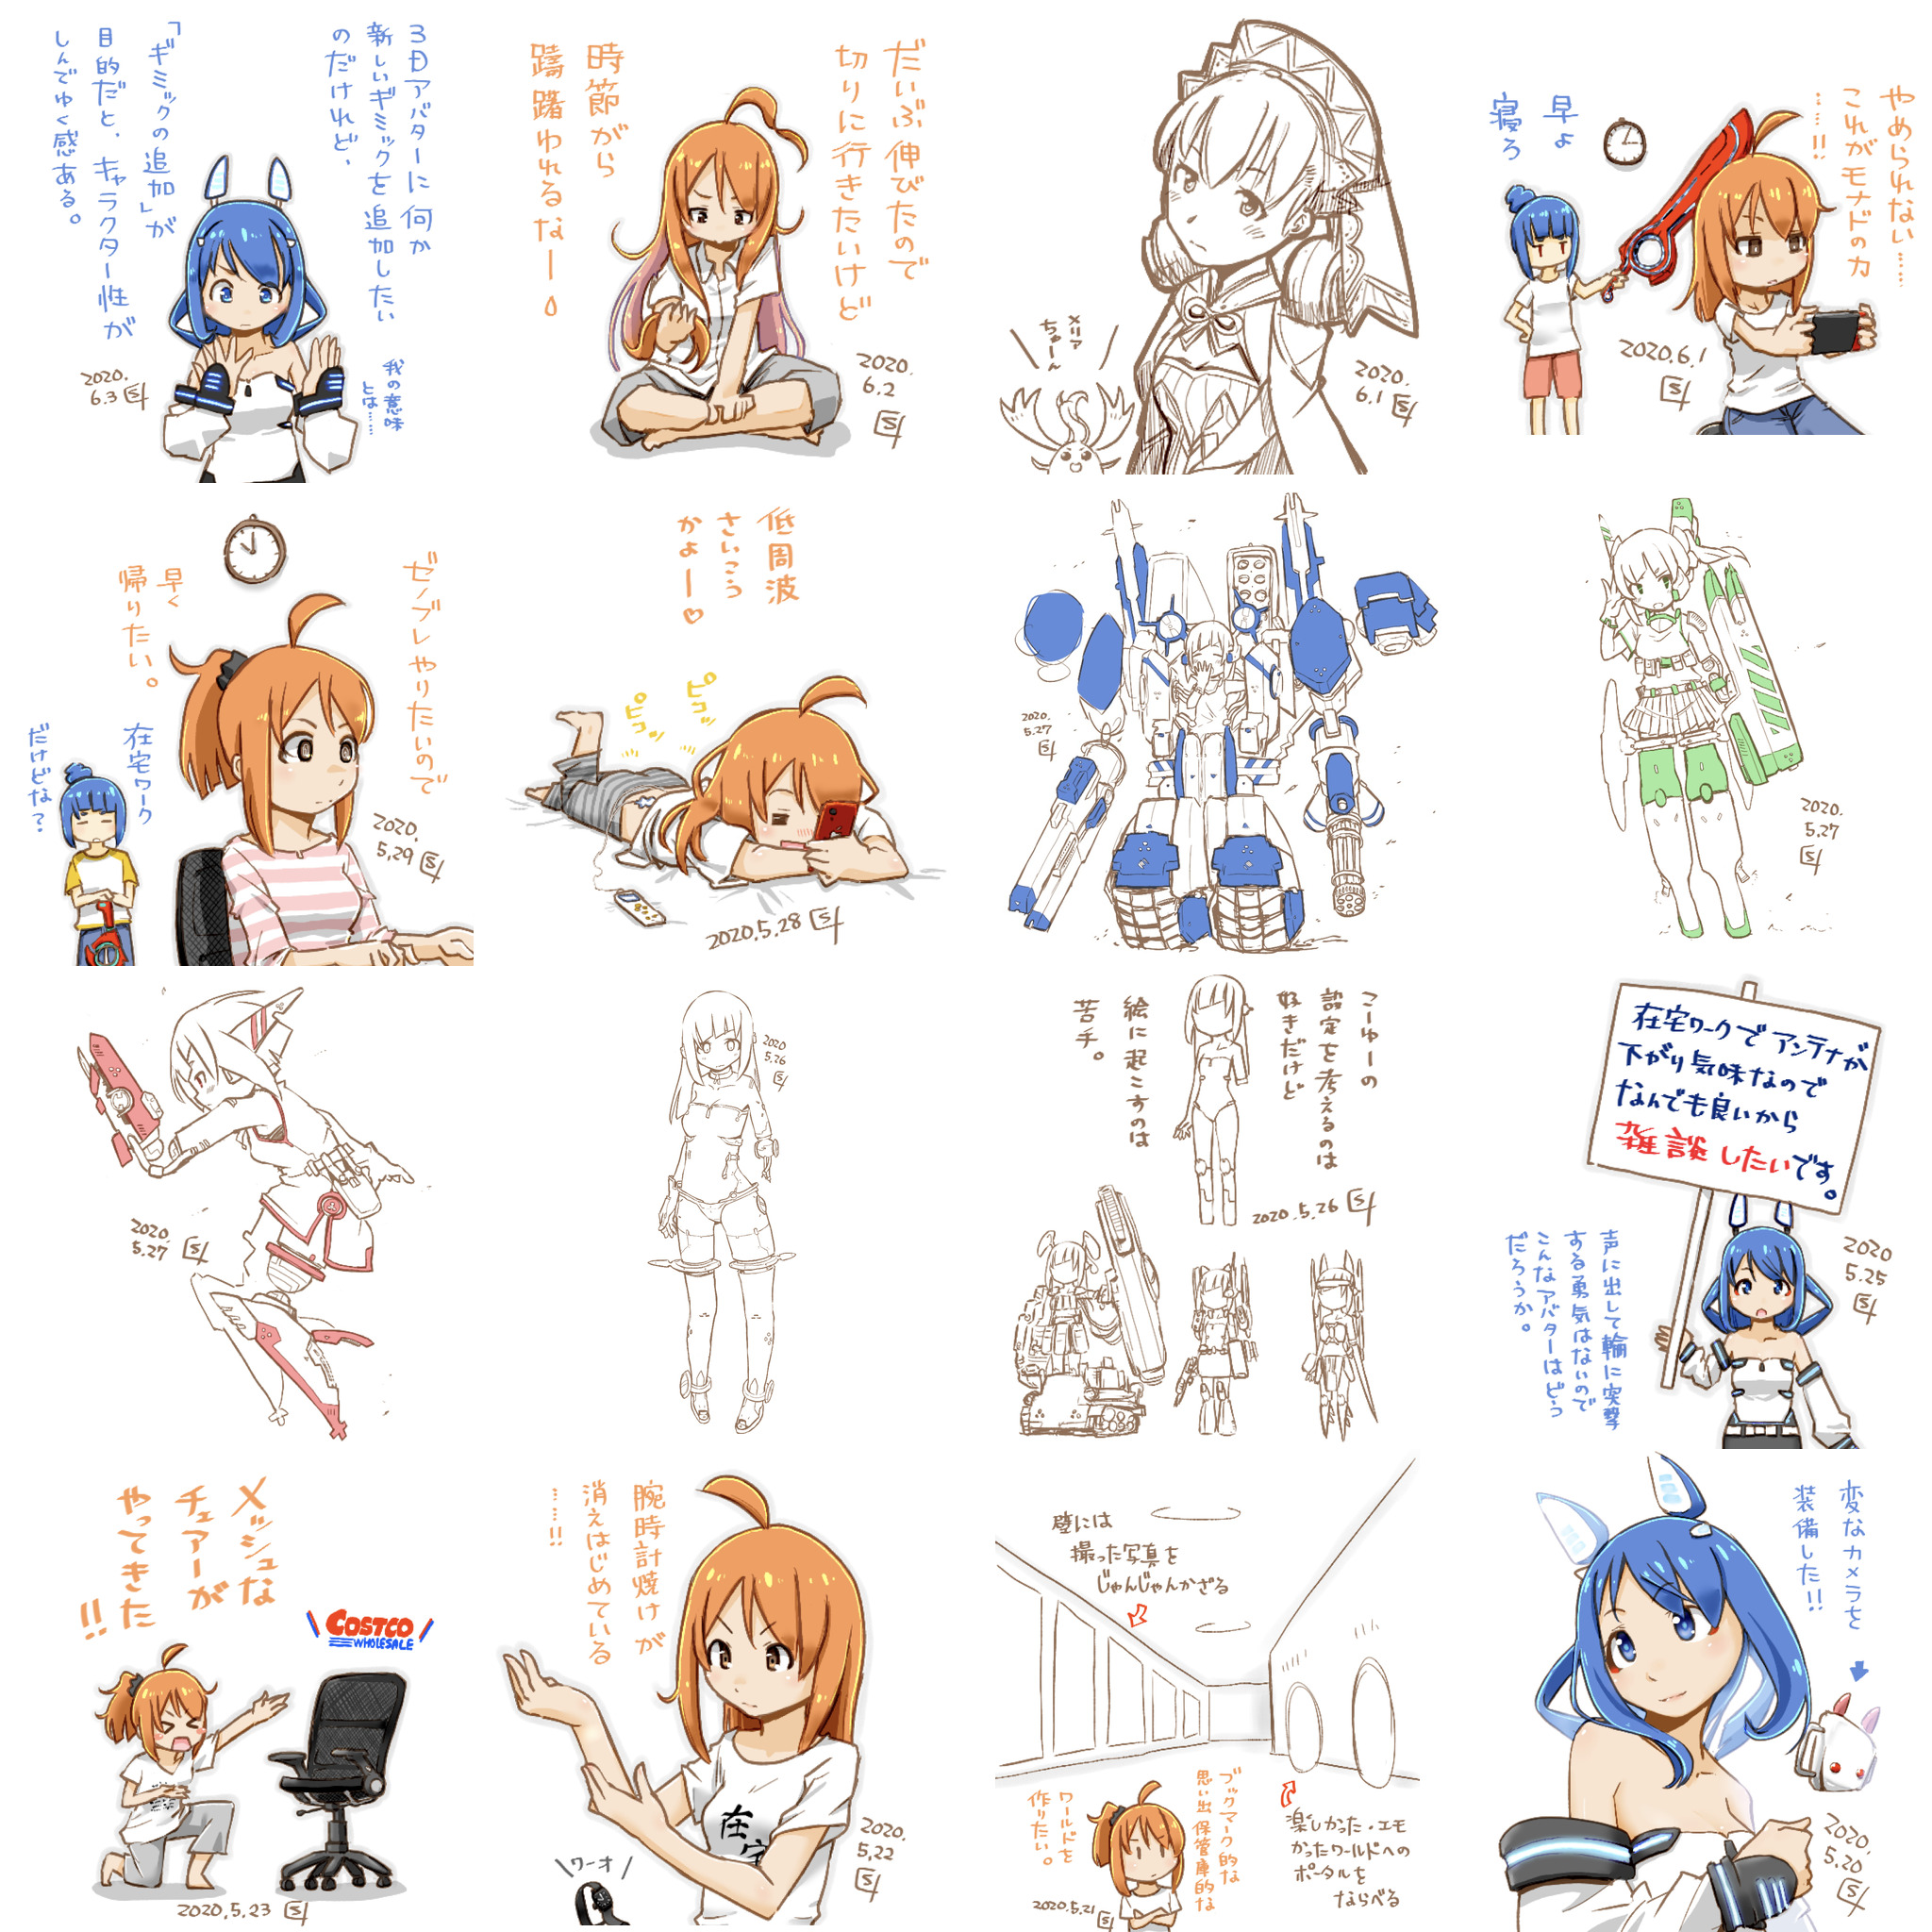 3Dアバターに何か
新しいギミックを追加したい
のだけれど、
「ギミックの追加」が
目的だと、キャラクター性が
しんでゆく感ある。
我の意味
とは……
2020.
6.3
だいぶ伸びたので
切りに行きたいけど
時節がら
躊躇われるなー。
2020.
6.2
メリア
ちゃーん
2020.
6.1
やめられない……
これがモナドの力
……!!
早よ
寝ろ
2020.6.1
ゼノブレやりたいので
早く
帰りたい。
在宅ワーク
だけどな?
2020.
5.29
低周波
さいこう
かよー♡
ピコッ
ピコッ
2020.5.28
2020.
5.27
2020.
5.27
2020.
5.27
2020
5.26
こーゆーの
設定を考えるのは
好きだけど
絵に起こすのは
苦手。
2020.5.26
在宅ワークでアンテナが
下がり気味なので
なんでも良いから
雑談したいです。
声に出して輪に突撃
する勇気はないので
こんなアバターはどう
だろうか。
2020
5.25
メッシュな
チェアーが
やってきた
!!
COSTCO
WHOLESALE
2020.5.23
腕時計焼けが
消えはじめている
……!!
在宅
ワーオ
2020.
5.22
壁には
撮った写真を
じゃんじゃんかざる
ブックマーク的な
思い出保管庫的な
ワールドを
作りたい。
楽しかった・エモ
かったワールドへの
ポータルを
ならべる
2020.5.21
変なカメラを
装備した!!
2020.
5.20